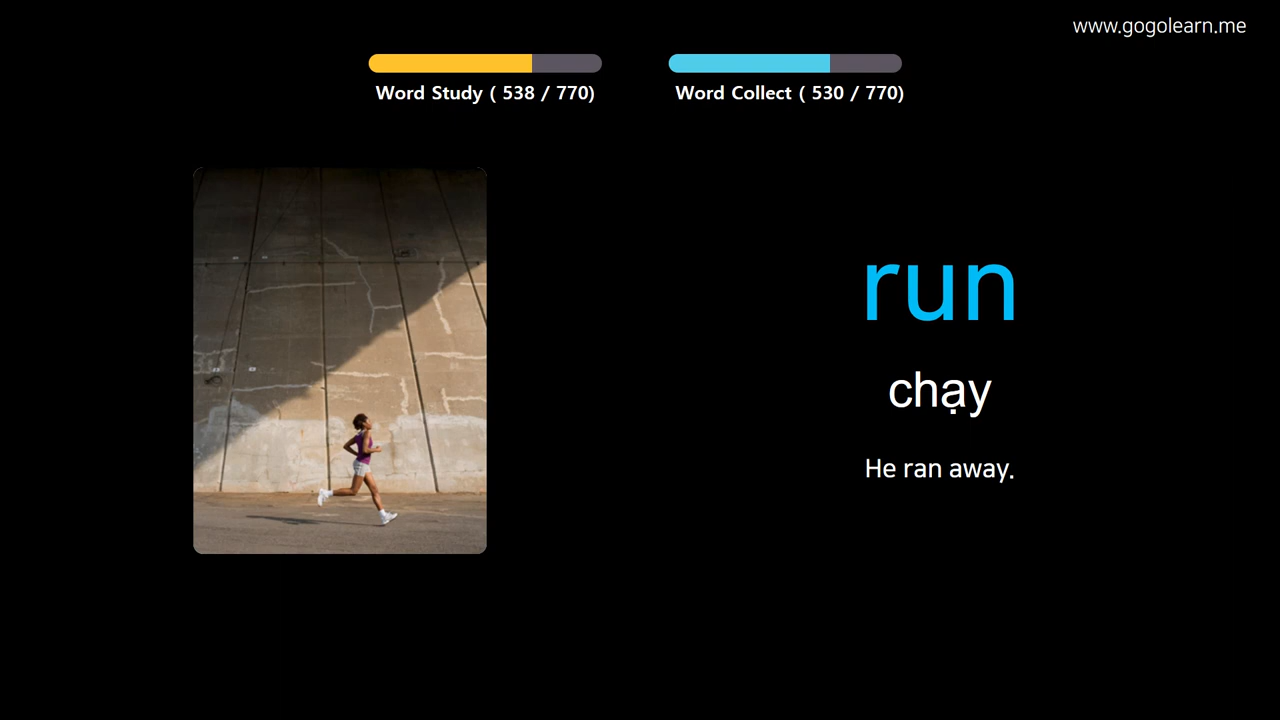 www.gogolearn.me
Word Study ( 538 / 770)
Word Collect ( 530 / 770)
run
chạy
He ran away.